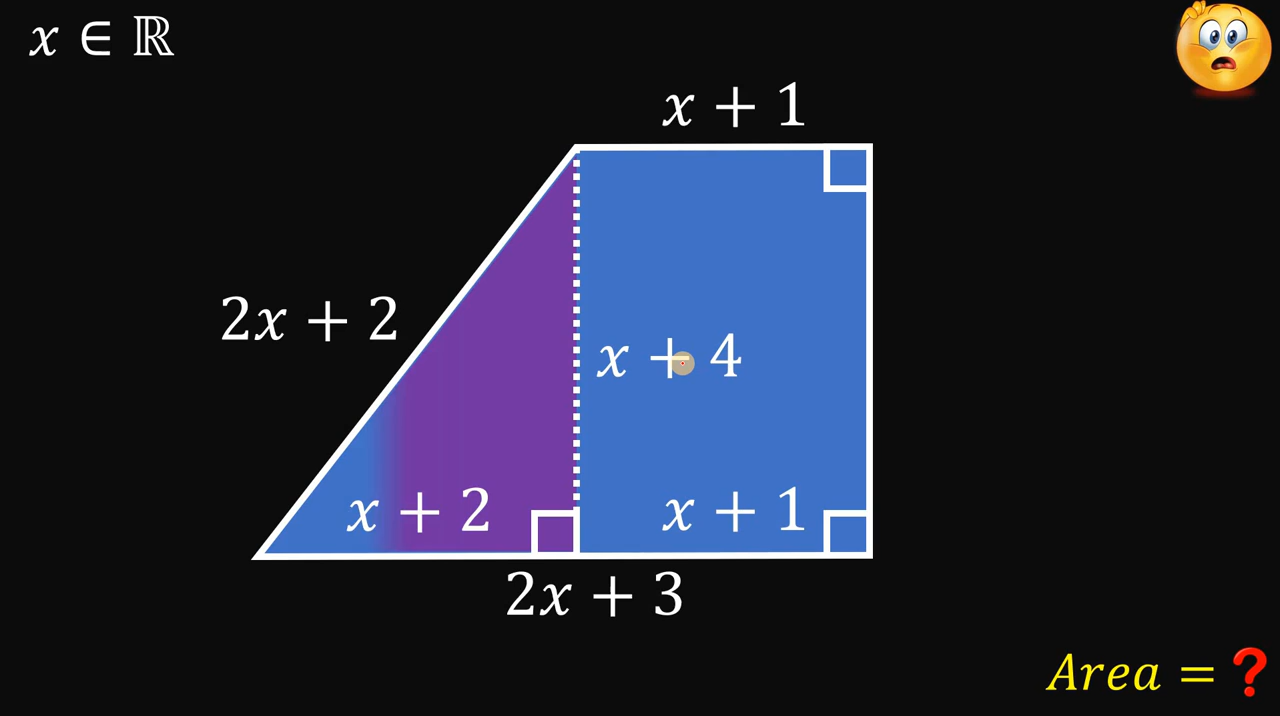 x ∈ ℝ
x + 1
2x + 2
x + 4
x + 2
x + 1
2x + 3
Area = ❓